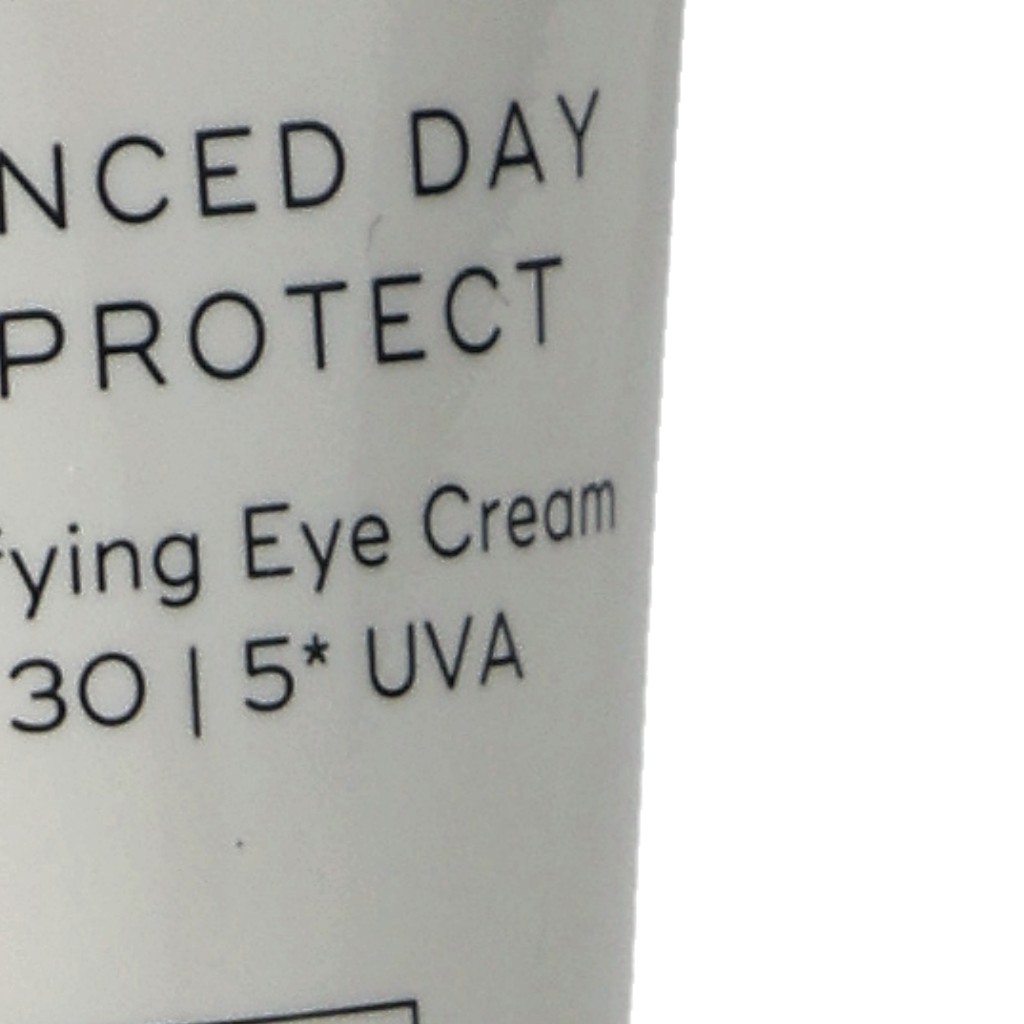 NCED DAY
PROTECT
fying Eye Cream
30 | 5* UVA